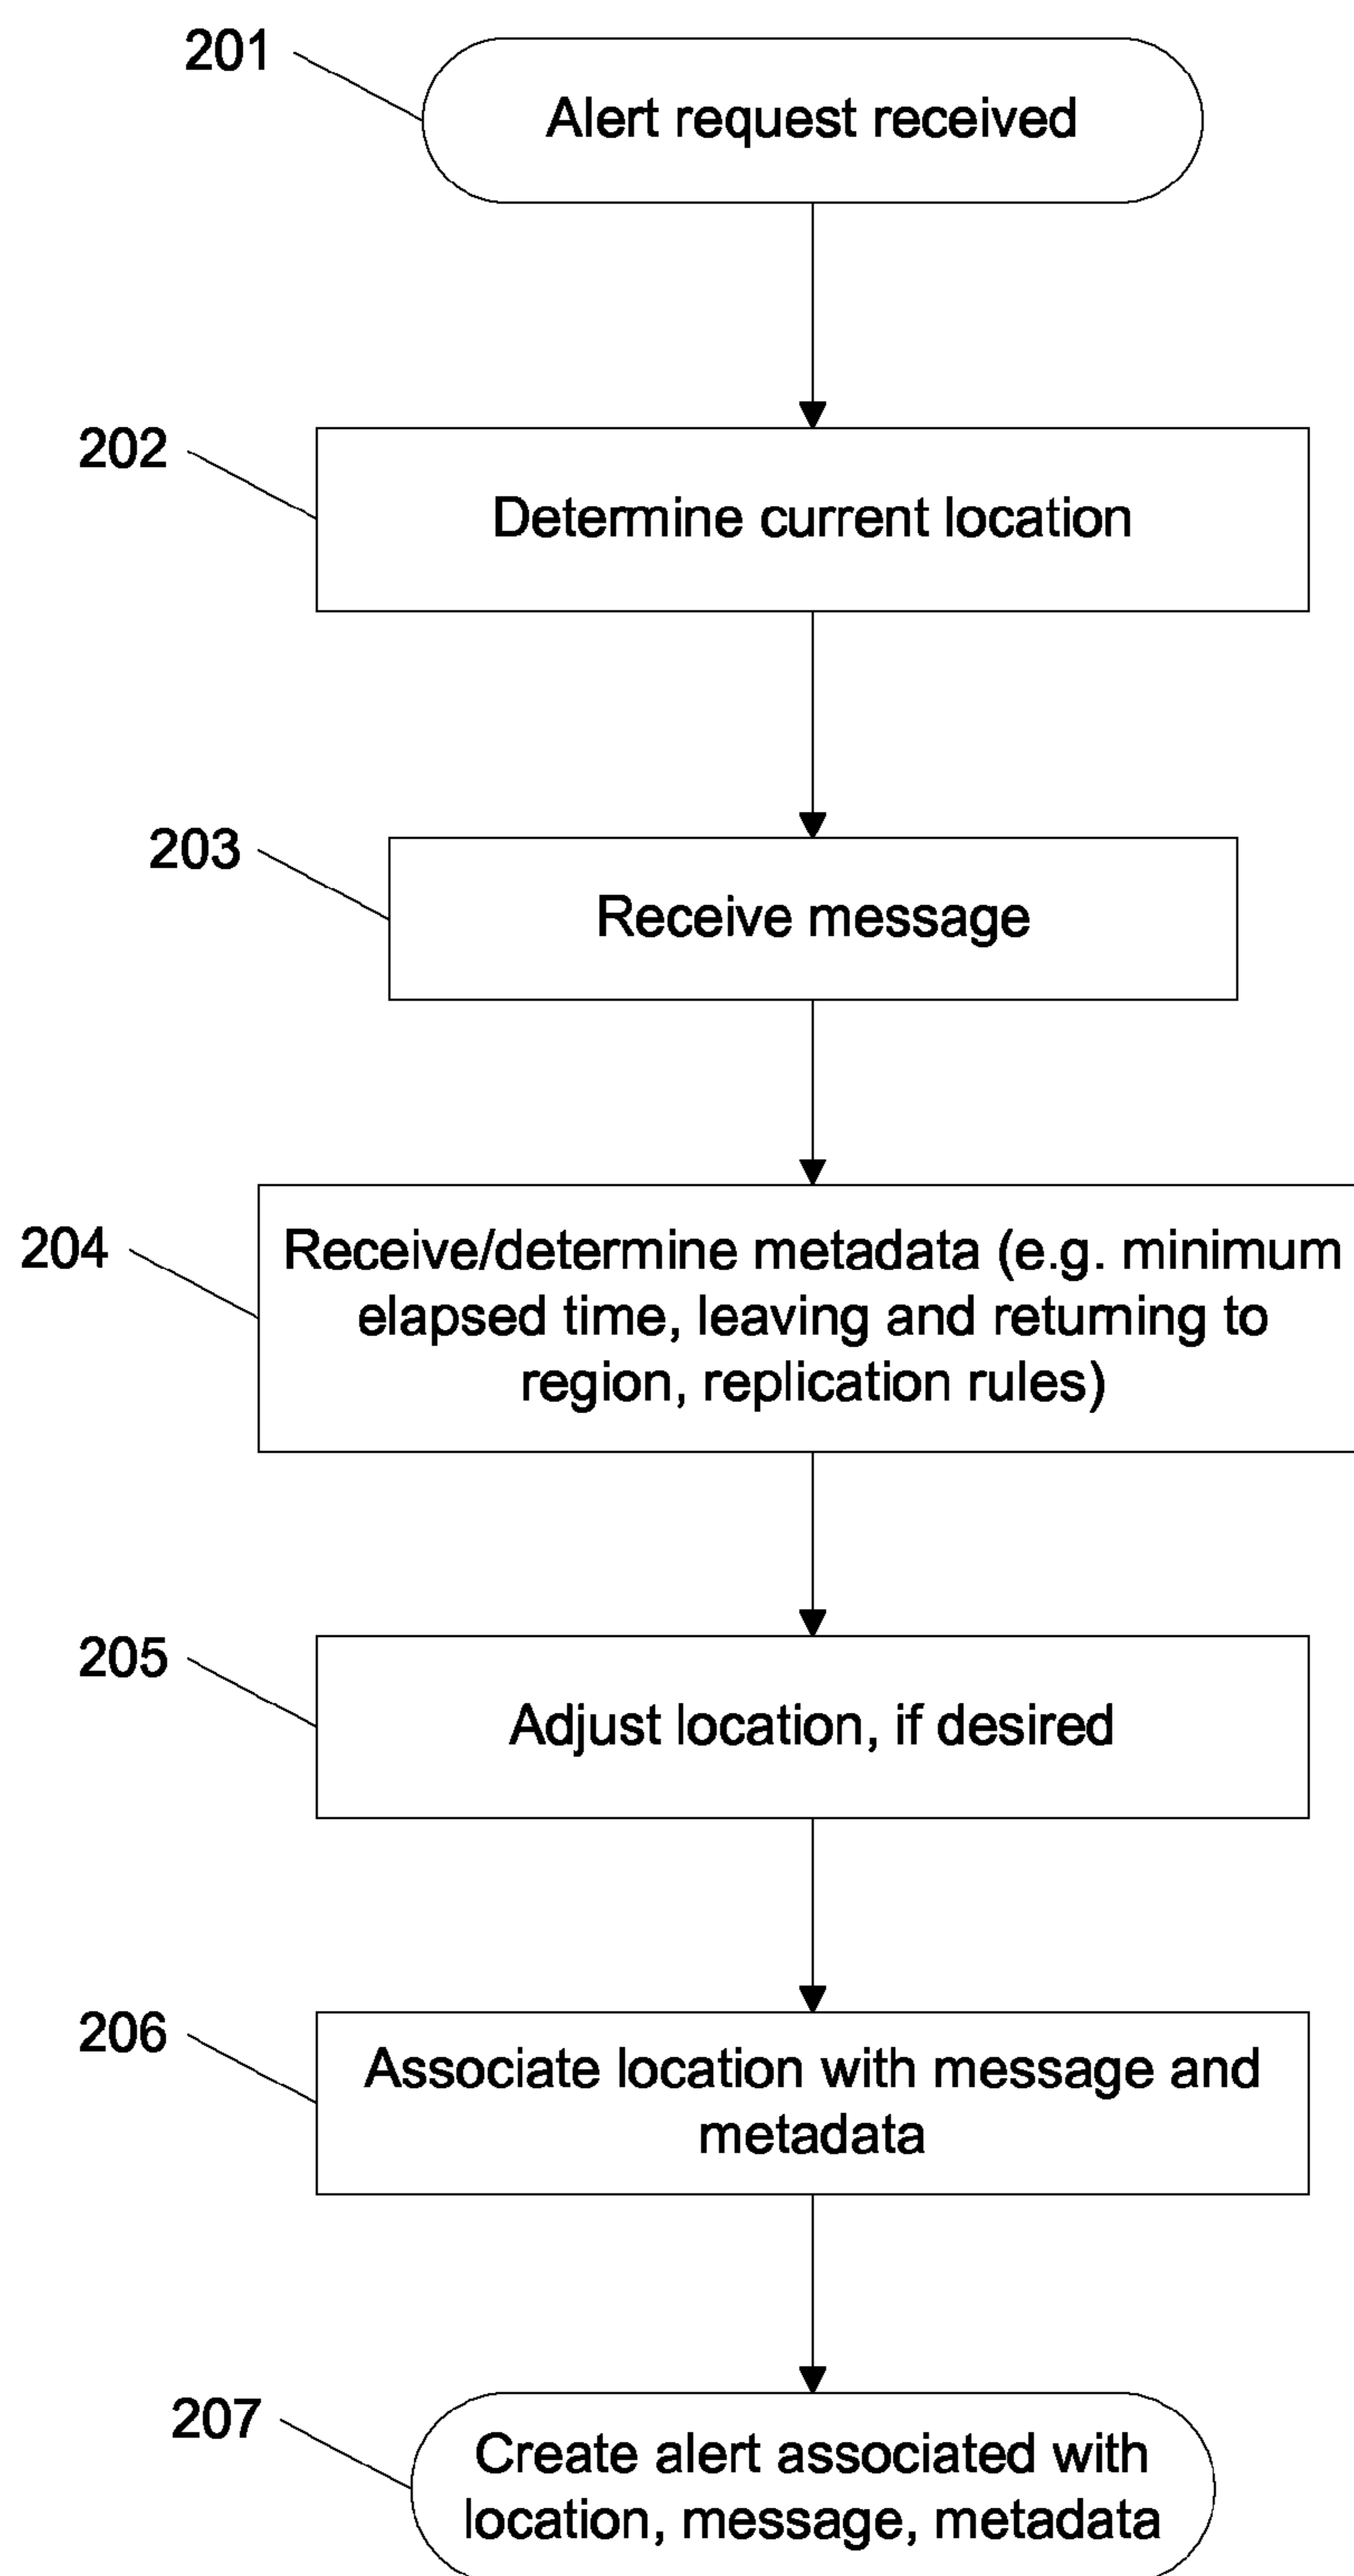 201
Alert request received
202
Determine current location
203
Receive message
204
Receive/determine metadata (e.g. minimum
elapsed time, leaving and returning to
region, replication rules)
205
Adjust location, if desired
206
Associate location with message and
metadata
207
Create alert associated with
location, message, metadata